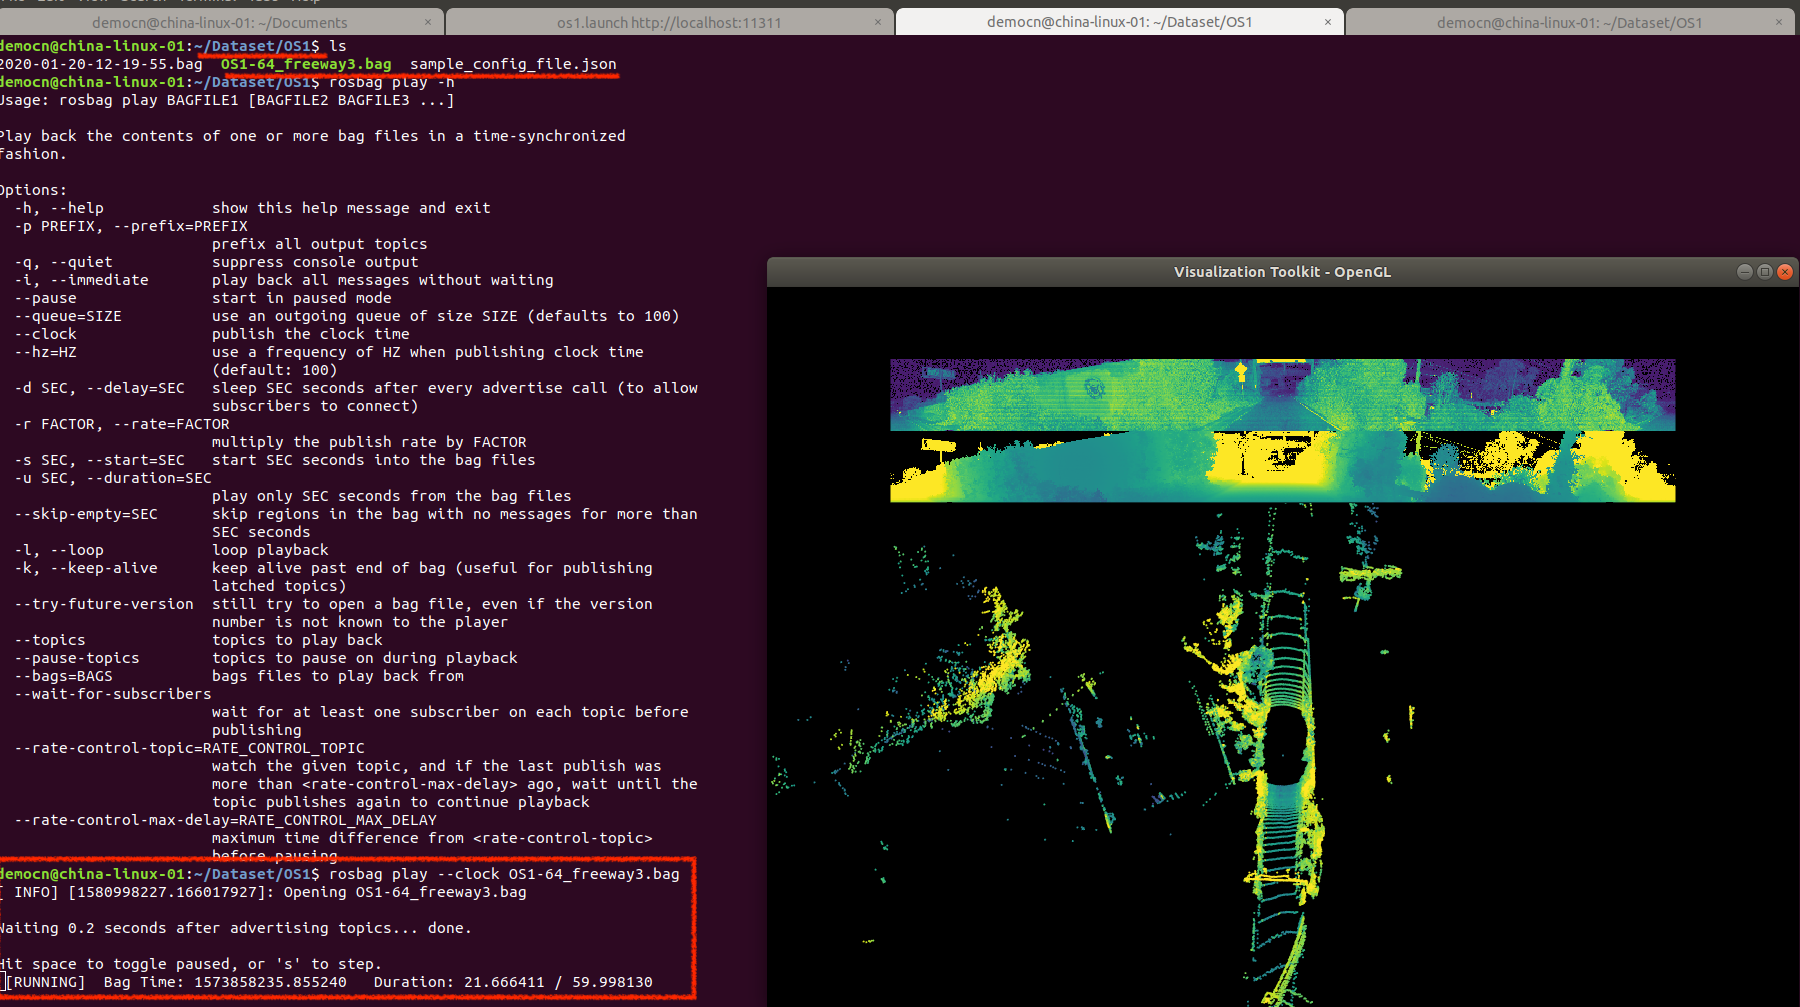 democn@china-linux-01: ~/Documents ×
os1.launch http://localhost:11311 ×
democn@china-linux-01: ~/Dataset/OS1 ×
democn@china-linux-01: ~/Dataset/OS1 ×
democn@china-linux-01:~/Dataset/OS1$ ls
2020-01-20-12-19-55.bag  OS1-64_freeway3.bag  sample_config_file.json
democn@china-linux-01:~/Dataset/OS1$ rosbag play -h
Usage: rosbag play BAGFILE1 [BAGFILE2 BAGFILE3 ...]
Play back the contents of one or more bag files in a time-synchronized
fashion.
Options:
-h, --help            show this help message and exit
-p PREFIX, --prefix=PREFIX
prefix all output topics
-q, --quiet           suppress console output
-i, --immediate       play back all messages without waiting
--pause               start in paused mode
--queue=SIZE          use an outgoing queue of size SIZE (defaults to 100)
--clock               publish the clock time
--hz=HZ               use a frequency of HZ when publishing clock time
(default: 100)
-d SEC, --delay=SEC   sleep SEC seconds after every advertise call (to allow
subscribers to connect)
-r FACTOR, --rate=FACTOR
multiply the publish rate by FACTOR
-s SEC, --start=SEC   start SEC seconds into the bag files
-u SEC, --duration=SEC
play only SEC seconds from the bag files
--skip-empty=SEC      skip regions in the bag with no messages for more than
SEC seconds
-l, --loop            loop playback
-k, --keep-alive      keep alive past end of bag (useful for publishing
latched topics)
--try-future-version  still try to open a bag file, even if the version
number is not known to the player
--topics              topics to play back
--pause-topics        topics to pause on during playback
--bags=BAGS           bags files to play back from
--wait-for-subscribers
wait for at least one subscriber on each topic before
publishing
--rate-control-topic=RATE_CONTROL_TOPIC
watch the given topic, and if the last publish was
more than <rate-control-max-delay> ago, wait until the
topic publishes again to continue playback
--rate-control-max-delay=RATE_CONTROL_MAX_DELAY
maximum time difference from <rate-control-topic>
before pausing
democn@china-linux-01:~/Dataset/OS1$ rosbag play --clock OS1-64_freeway3.bag
[ INFO] [1580998227.166017927]: Opening OS1-64_freeway3.bag
Waiting 0.2 seconds after advertising topics... done.
Hit space to toggle paused, or 's' to step.
[RUNNING]  Bag Time: 1573858235.855240   Duration: 21.666411 / 59.998130
Visualization Toolkit - OpenGL